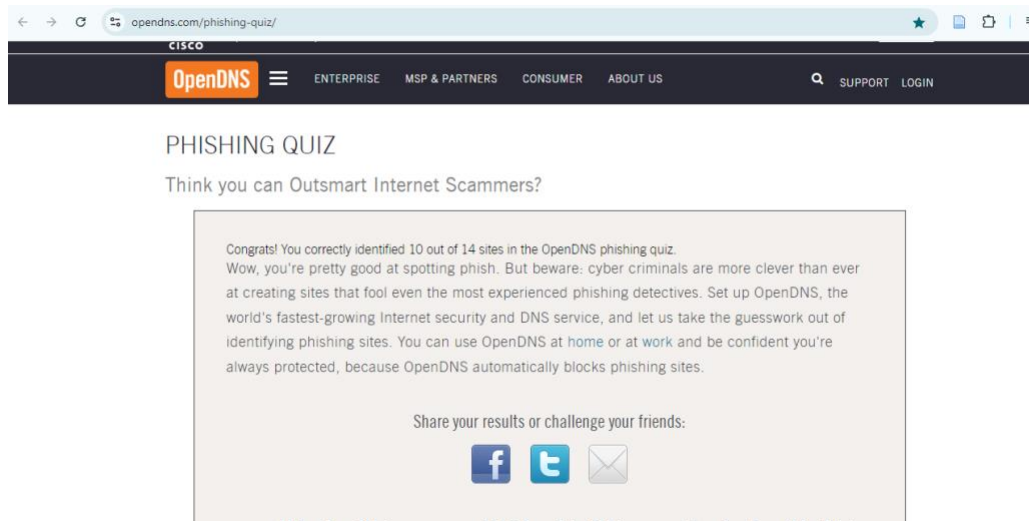 opendns.com/phishing-quiz/
CISCO
OpenDNS ENTERPRISE MSP & PARTNERS CONSUMER ABOUT US SUPPORT LOGIN
PHISHING QUIZ
Think you can Outsmart Internet Scammers?
Congrats! You correctly identified 10 out of 14 sites in the OpenDNS phishing quiz.
Wow, you're pretty good at spotting phish. But beware: cyber criminals are more clever than ever
at creating sites that fool even the most experienced phishing detectives. Set up OpenDNS, the
world's fastest-growing Internet security and DNS service, and let us take the guesswork out of
identifying phishing sites. You can use OpenDNS at home or at work and be confident you're
always protected, because OpenDNS automatically blocks phishing sites.
Share your results or challenge your friends: